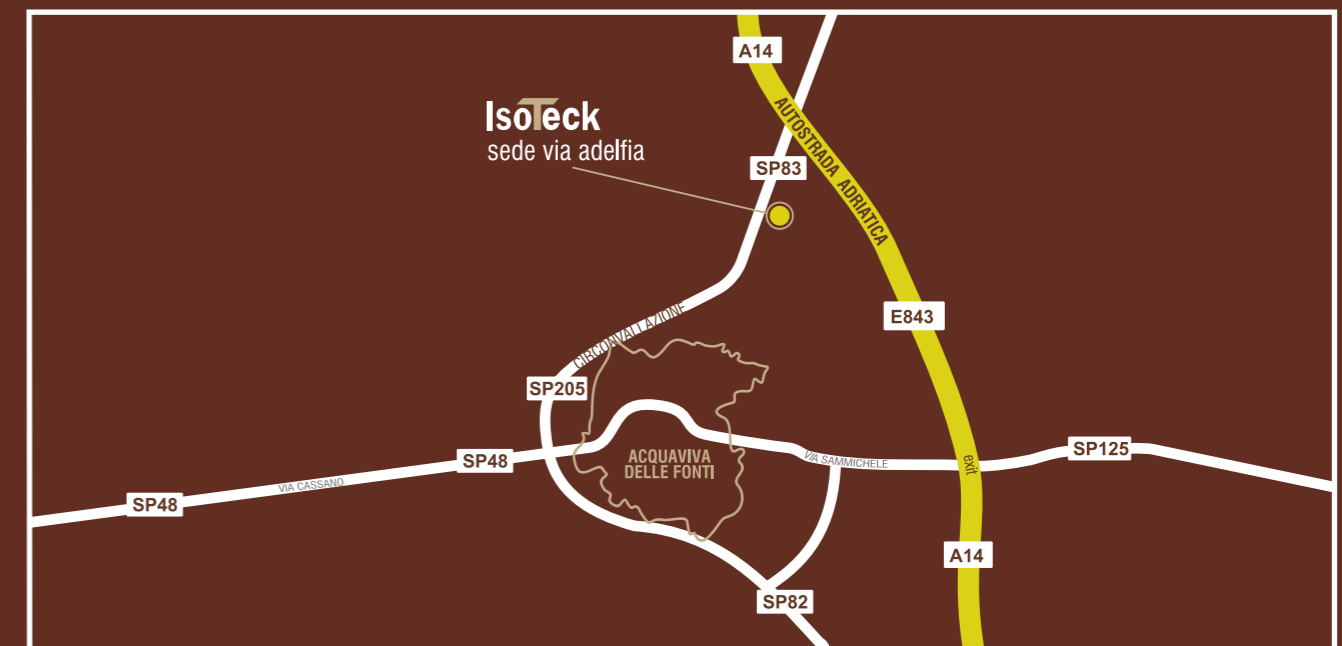 A14
IsoTeck
sede via adelfia
AUTOSTRADA ADRIATICA
SP83
E843
CIRCONVALLAZIONE
SP205
SP48
ACQUAVIVA
DELLE FONTI
VIA SAMMICHELE
exit
SP125
VIA CASSANO
SP48
A14
SP82